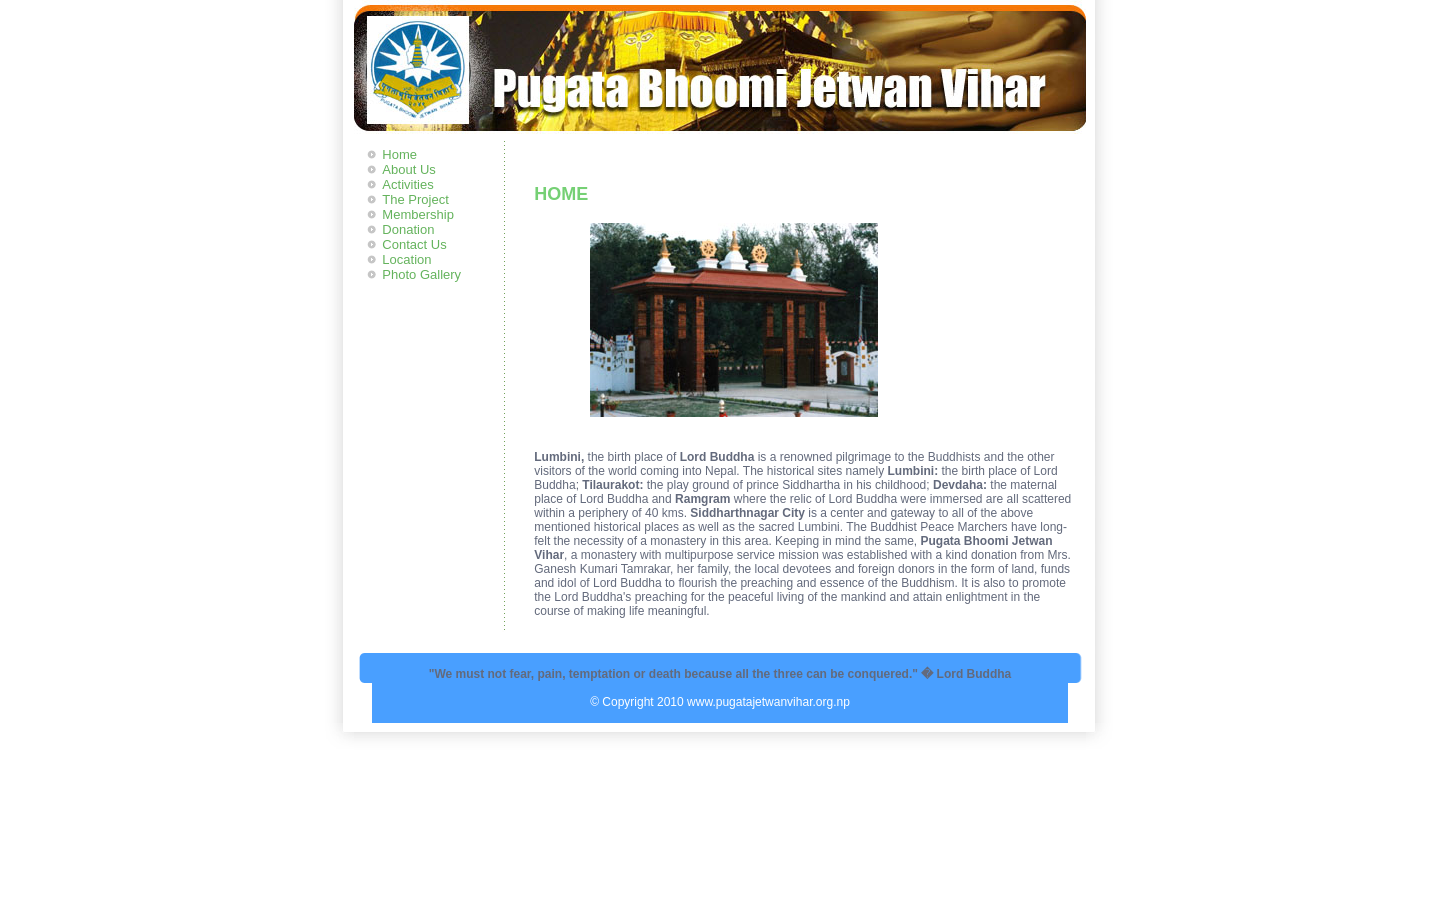 Pugata Bhoomi Jetwan Vihar
PUGATA BHOOMI JETWAN VIHAR
Home
About Us
Activities
The Project
Membership
Donation
Contact Us
Location
Photo Gallery
HOME
Lumbini, the birth place of Lord Buddha is a renowned pilgrimage to the Buddhists and the other
visitors of the world coming into Nepal. The historical sites namely Lumbini: the birth place of Lord
Buddha; Tilaurakot: the play ground of prince Siddhartha in his childhood; Devdaha: the maternal
place of Lord Buddha and Ramgram where the relic of Lord Buddha were immersed are all scattered
within a periphery of 40 kms. Siddharthnagar City is a center and gateway to all of the above
mentioned historical places as well as the sacred Lumbini. The Buddhist Peace Marchers have long-
felt the necessity of a monastery in this area. Keeping in mind the same, Pugata Bhoomi Jetwan
Vihar, a monastery with multipurpose service mission was established with a kind donation from Mrs.
Ganesh Kumari Tamrakar, her family, the local devotees and foreign donors in the form of land, funds
and idol of Lord Buddha to flourish the preaching and essence of the Buddhism. It is also to promote
the Lord Buddha's preaching for the peaceful living of the mankind and attain enlightment in the
course of making life meaningful.
"We must not fear, pain, temptation or death because all the three can be conquered." � Lord Buddha
© Copyright 2010 www.pugatajetwanvihar.org.np